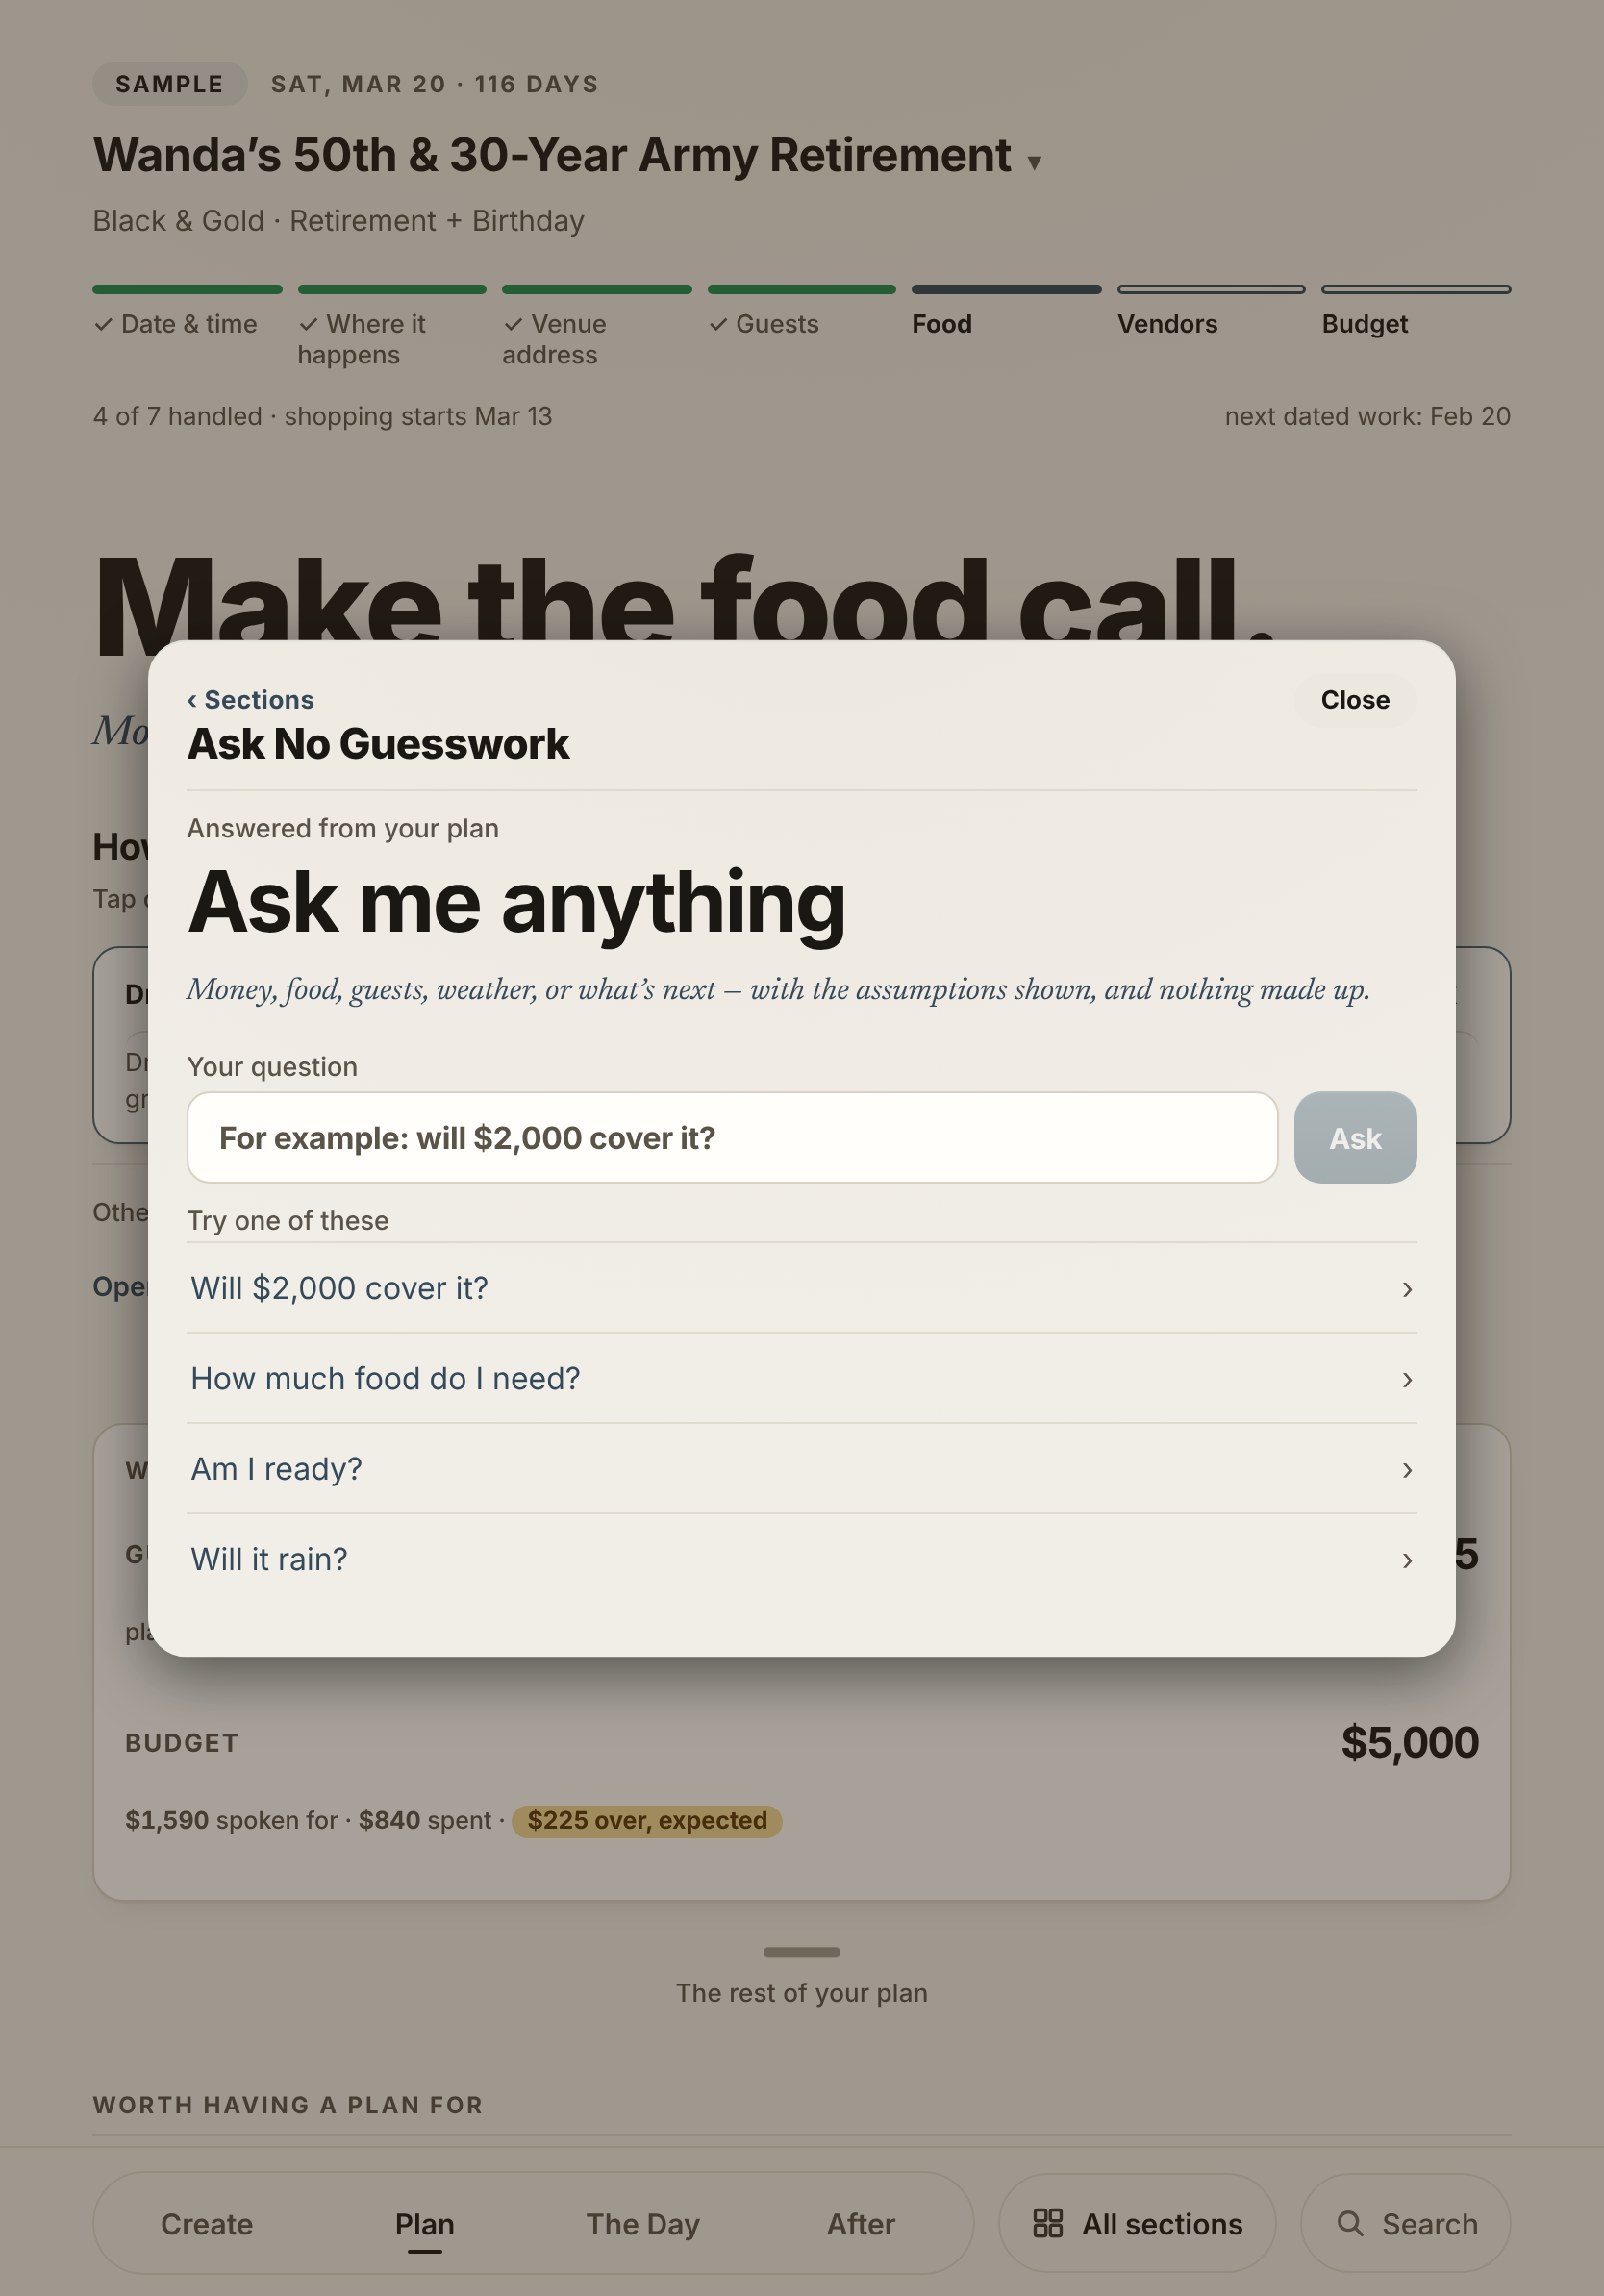 SAMPLE SAT, MAR 20 · 116 DAYS
Wanda’s 50th & 30-Year Army Retirement ▾
Black & Gold · Retirement + Birthday
✓ Date & time
✓ Where it happens
✓ Venue address
✓ Guests
Food
Vendors
Budget
4 of 7 handled · shopping starts Mar 13
next dated work: Feb 20
Make the food call.
‹ Sections
Close
Ask No Guesswork
Answered from your plan
Ask me anything
Money, food, guests, weather, or what’s next – with the assumptions shown, and nothing made up.
Your question
For example: will $2,000 cover it?
Ask
Try one of these
Will $2,000 cover it? ›
How much food do I need? ›
Am I ready? ›
Will it rain? ›
Tap
BUDGET
$5,000
$1,590 spoken for · $840 spent · $225 over, expected
The rest of your plan
WORTH HAVING A PLAN FOR
Create
Plan
The Day
After
All sections
Search